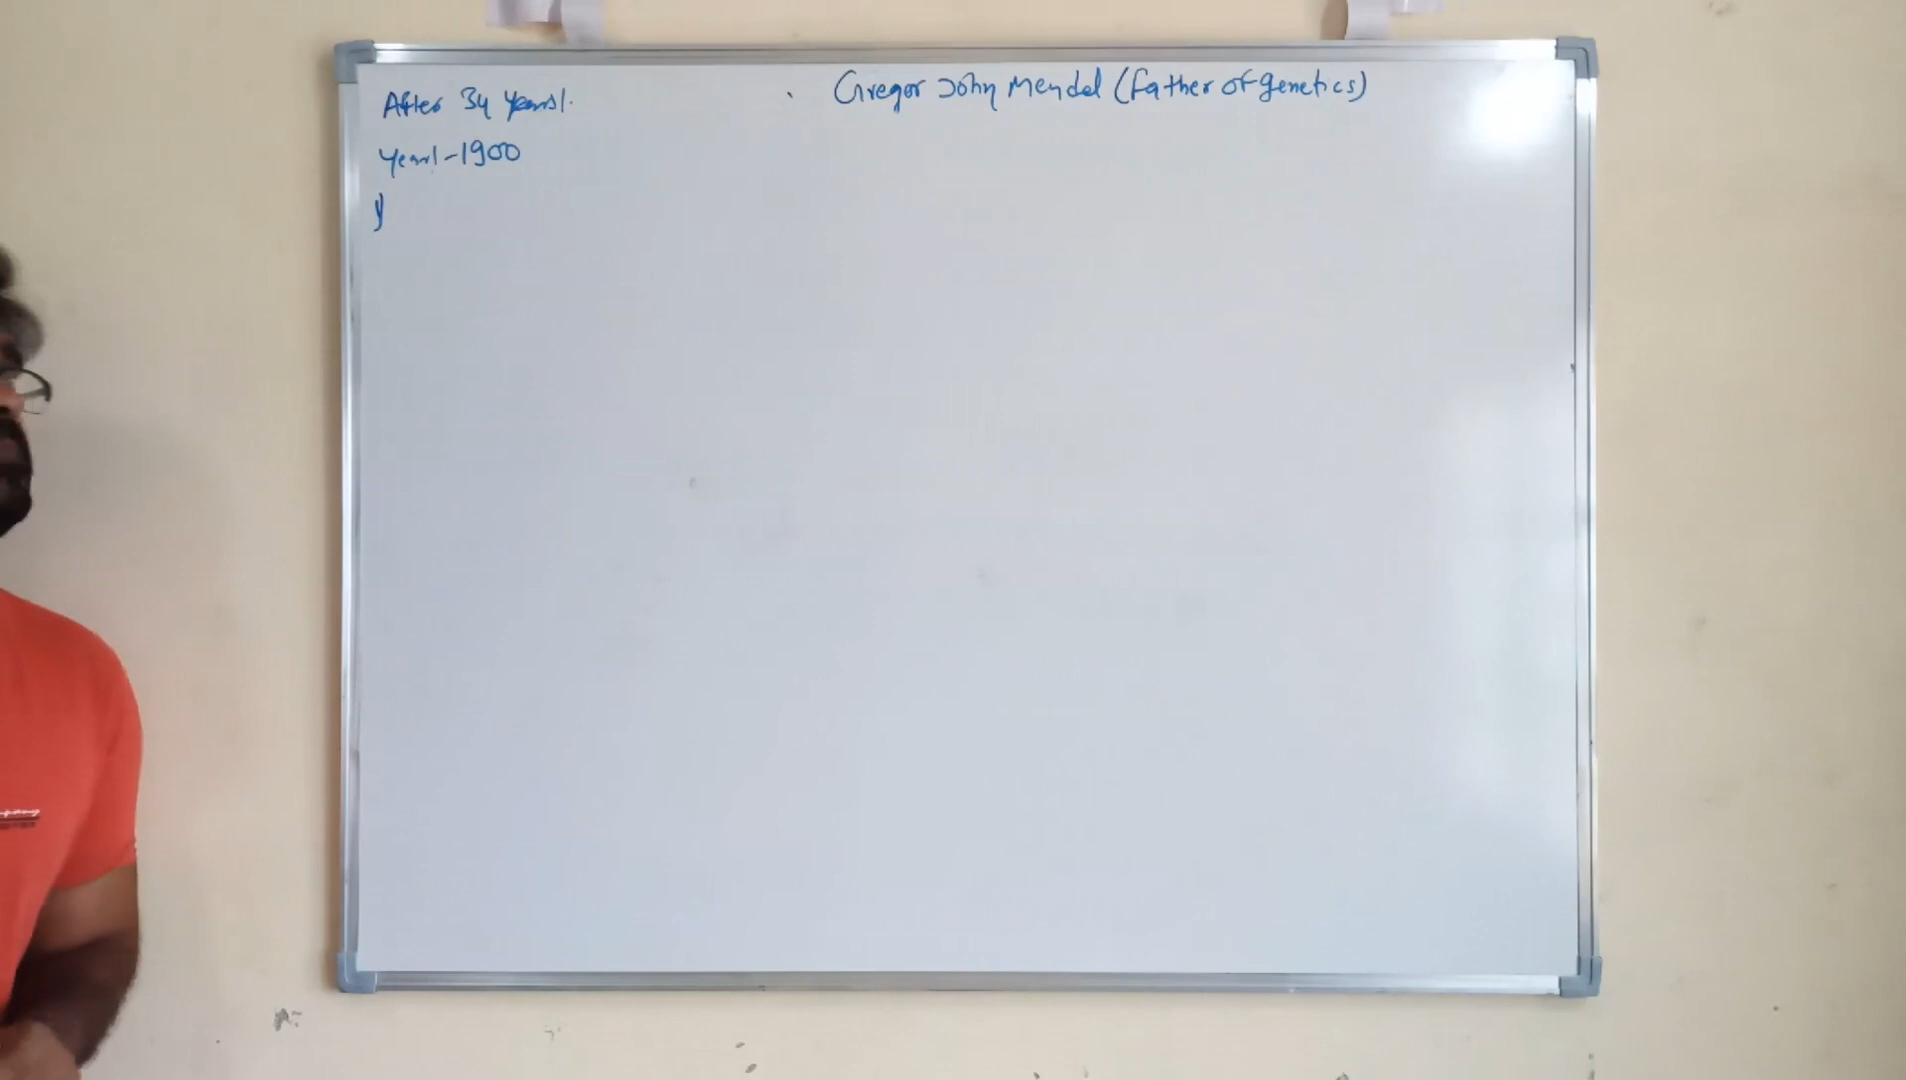 Gregor John Mendel (Father of genetics)
After 34 years.
Year-1900